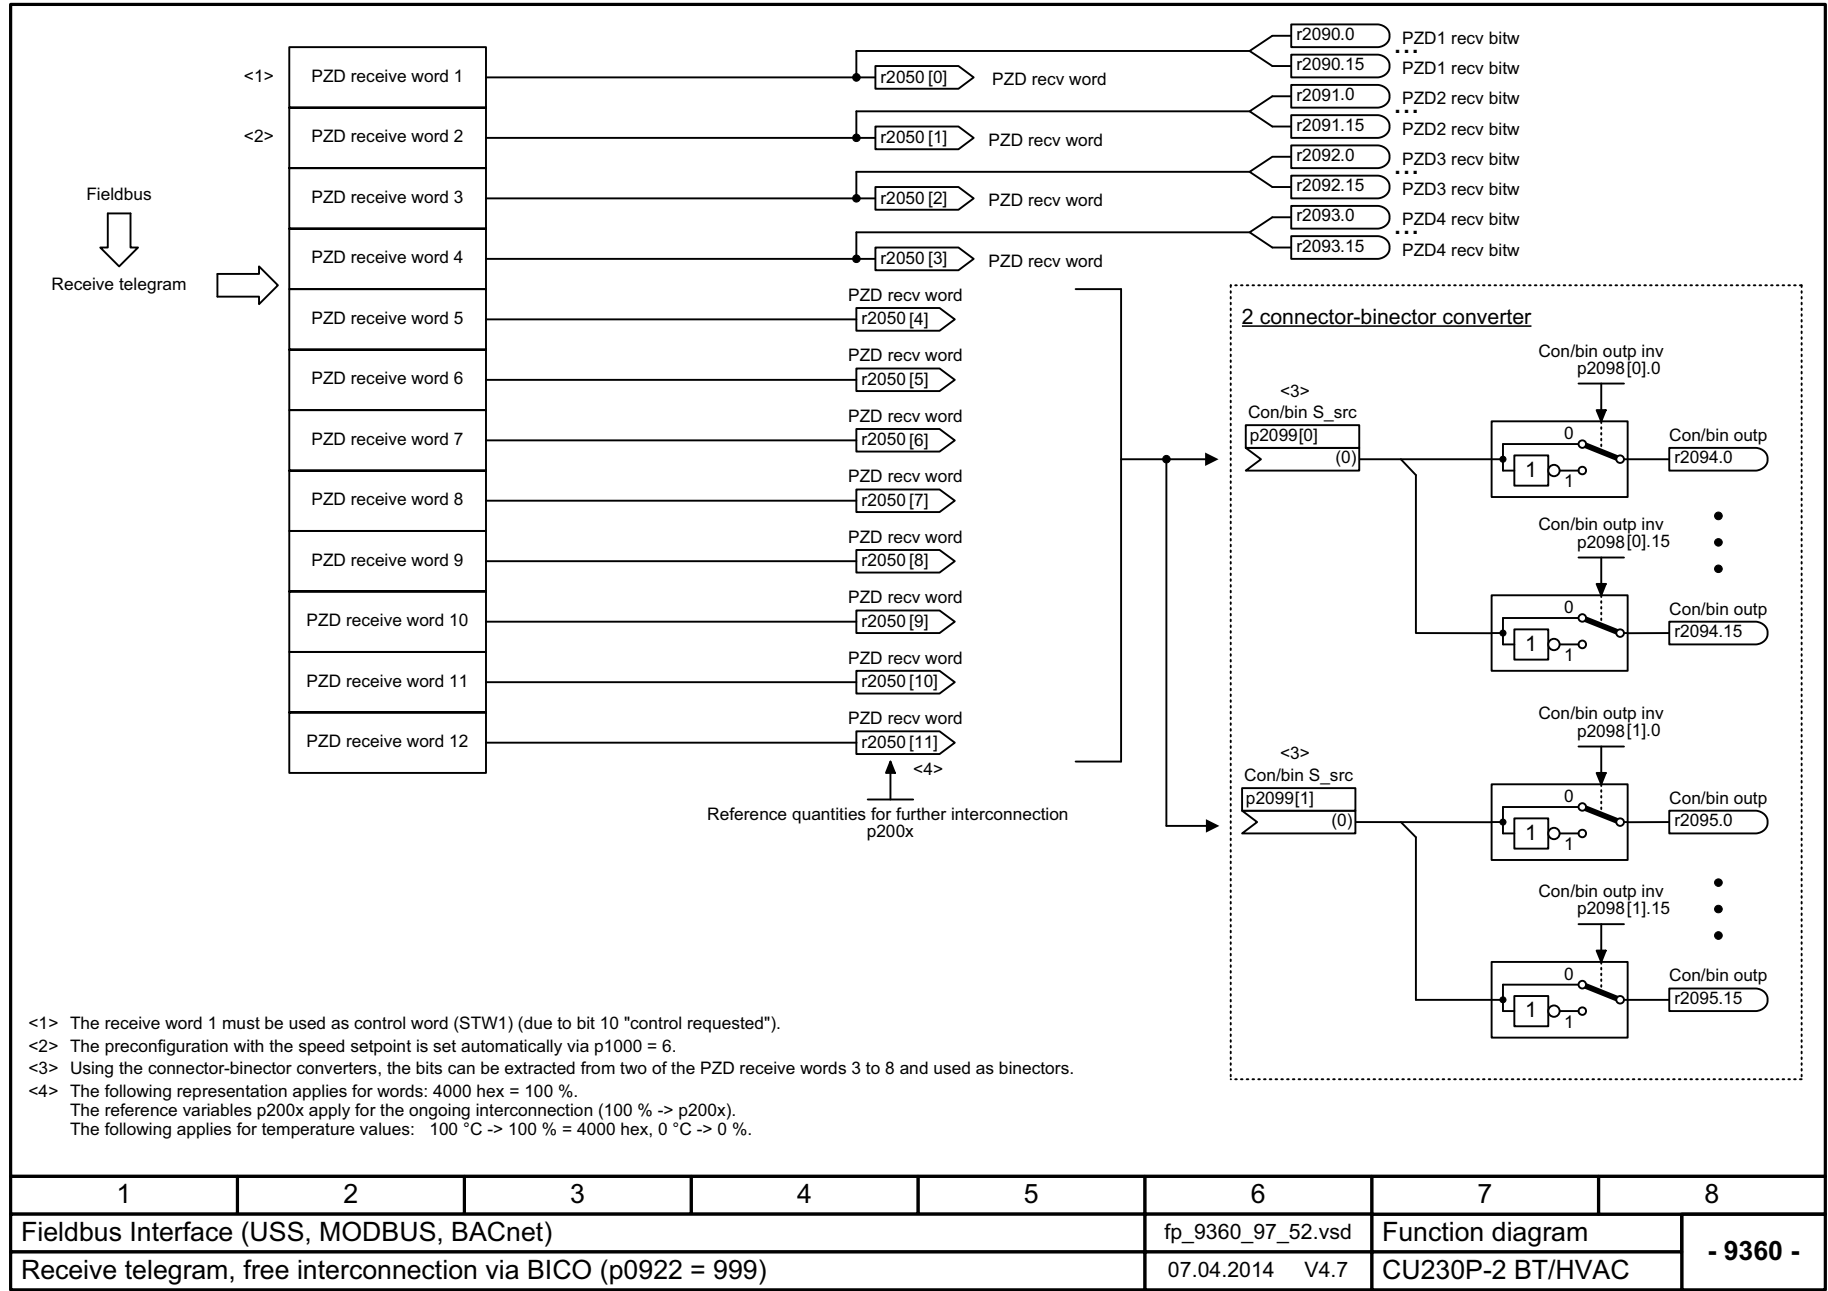 Fieldbus
Receive telegram
<1>
PZD receive word 1
<2>
PZD receive word 2
PZD receive word 3
PZD receive word 4
PZD receive word 5
PZD receive word 6
PZD receive word 7
PZD receive word 8
PZD receive word 9
PZD receive word 10
PZD receive word 11
PZD receive word 12
r2050 [0]
PZD recv word
r2050 [1]
PZD recv word
r2050 [2]
PZD recv word
r2050 [3]
PZD recv word
PZD recv word
r2050 [4]
PZD recv word
r2050 [5]
PZD recv word
r2050 [6]
PZD recv word
r2050 [7]
PZD recv word
r2050 [8]
PZD recv word
r2050 [9]
PZD recv word
r2050 [10]
PZD recv word
r2050 [11]
<4>
Reference quantities for further interconnection
p200x
r2090.0
PZD1 recv bitw
...
r2090.15
PZD1 recv bitw
r2091.0
PZD2 recv bitw
...
r2091.15
PZD2 recv bitw
r2092.0
PZD3 recv bitw
...
r2092.15
PZD3 recv bitw
r2093.0
PZD4 recv bitw
...
r2093.15
PZD4 recv bitw
2 connector-binector converter
<3>
Con/bin S_src
p2099[0]
(0)
Con/bin outp inv
p2098[0].0
0
1
1
Con/bin outp
r2094.0
Con/bin outp inv
p2098[0].15
0
1
1
Con/bin outp
r2094.15
<3>
Con/bin S_src
p2099[1]
(0)
Con/bin outp inv
p2098[1].0
0
1
1
Con/bin outp
r2095.0
Con/bin outp inv
p2098[1].15
0
1
1
Con/bin outp
r2095.15
<1> The receive word 1 must be used as control word (STW1) (due to bit 10 "control requested").
<2> The preconfiguration with the speed setpoint is set automatically via p1000 = 6.
<3> Using the connector-binector converters, the bits can be extracted from two of the PZD receive words 3 to 8 and used as binectors.
<4> The following representation applies for words: 4000 hex = 100 %.
The reference variables p200x apply for the ongoing interconnection (100 % -> p200x).
The following applies for temperature values: 100 °C -> 100 % = 4000 hex, 0 °C -> 0 %.
1 2 3 4 5 6 7 8
Fieldbus Interface (USS, MODBUS, BACnet)
fp_9360_97_52.vsd
Function diagram
- 9360 -
Receive telegram, free interconnection via BICO (p0922 = 999)
07.04.2014 V4.7
CU230P-2 BT/HVAC